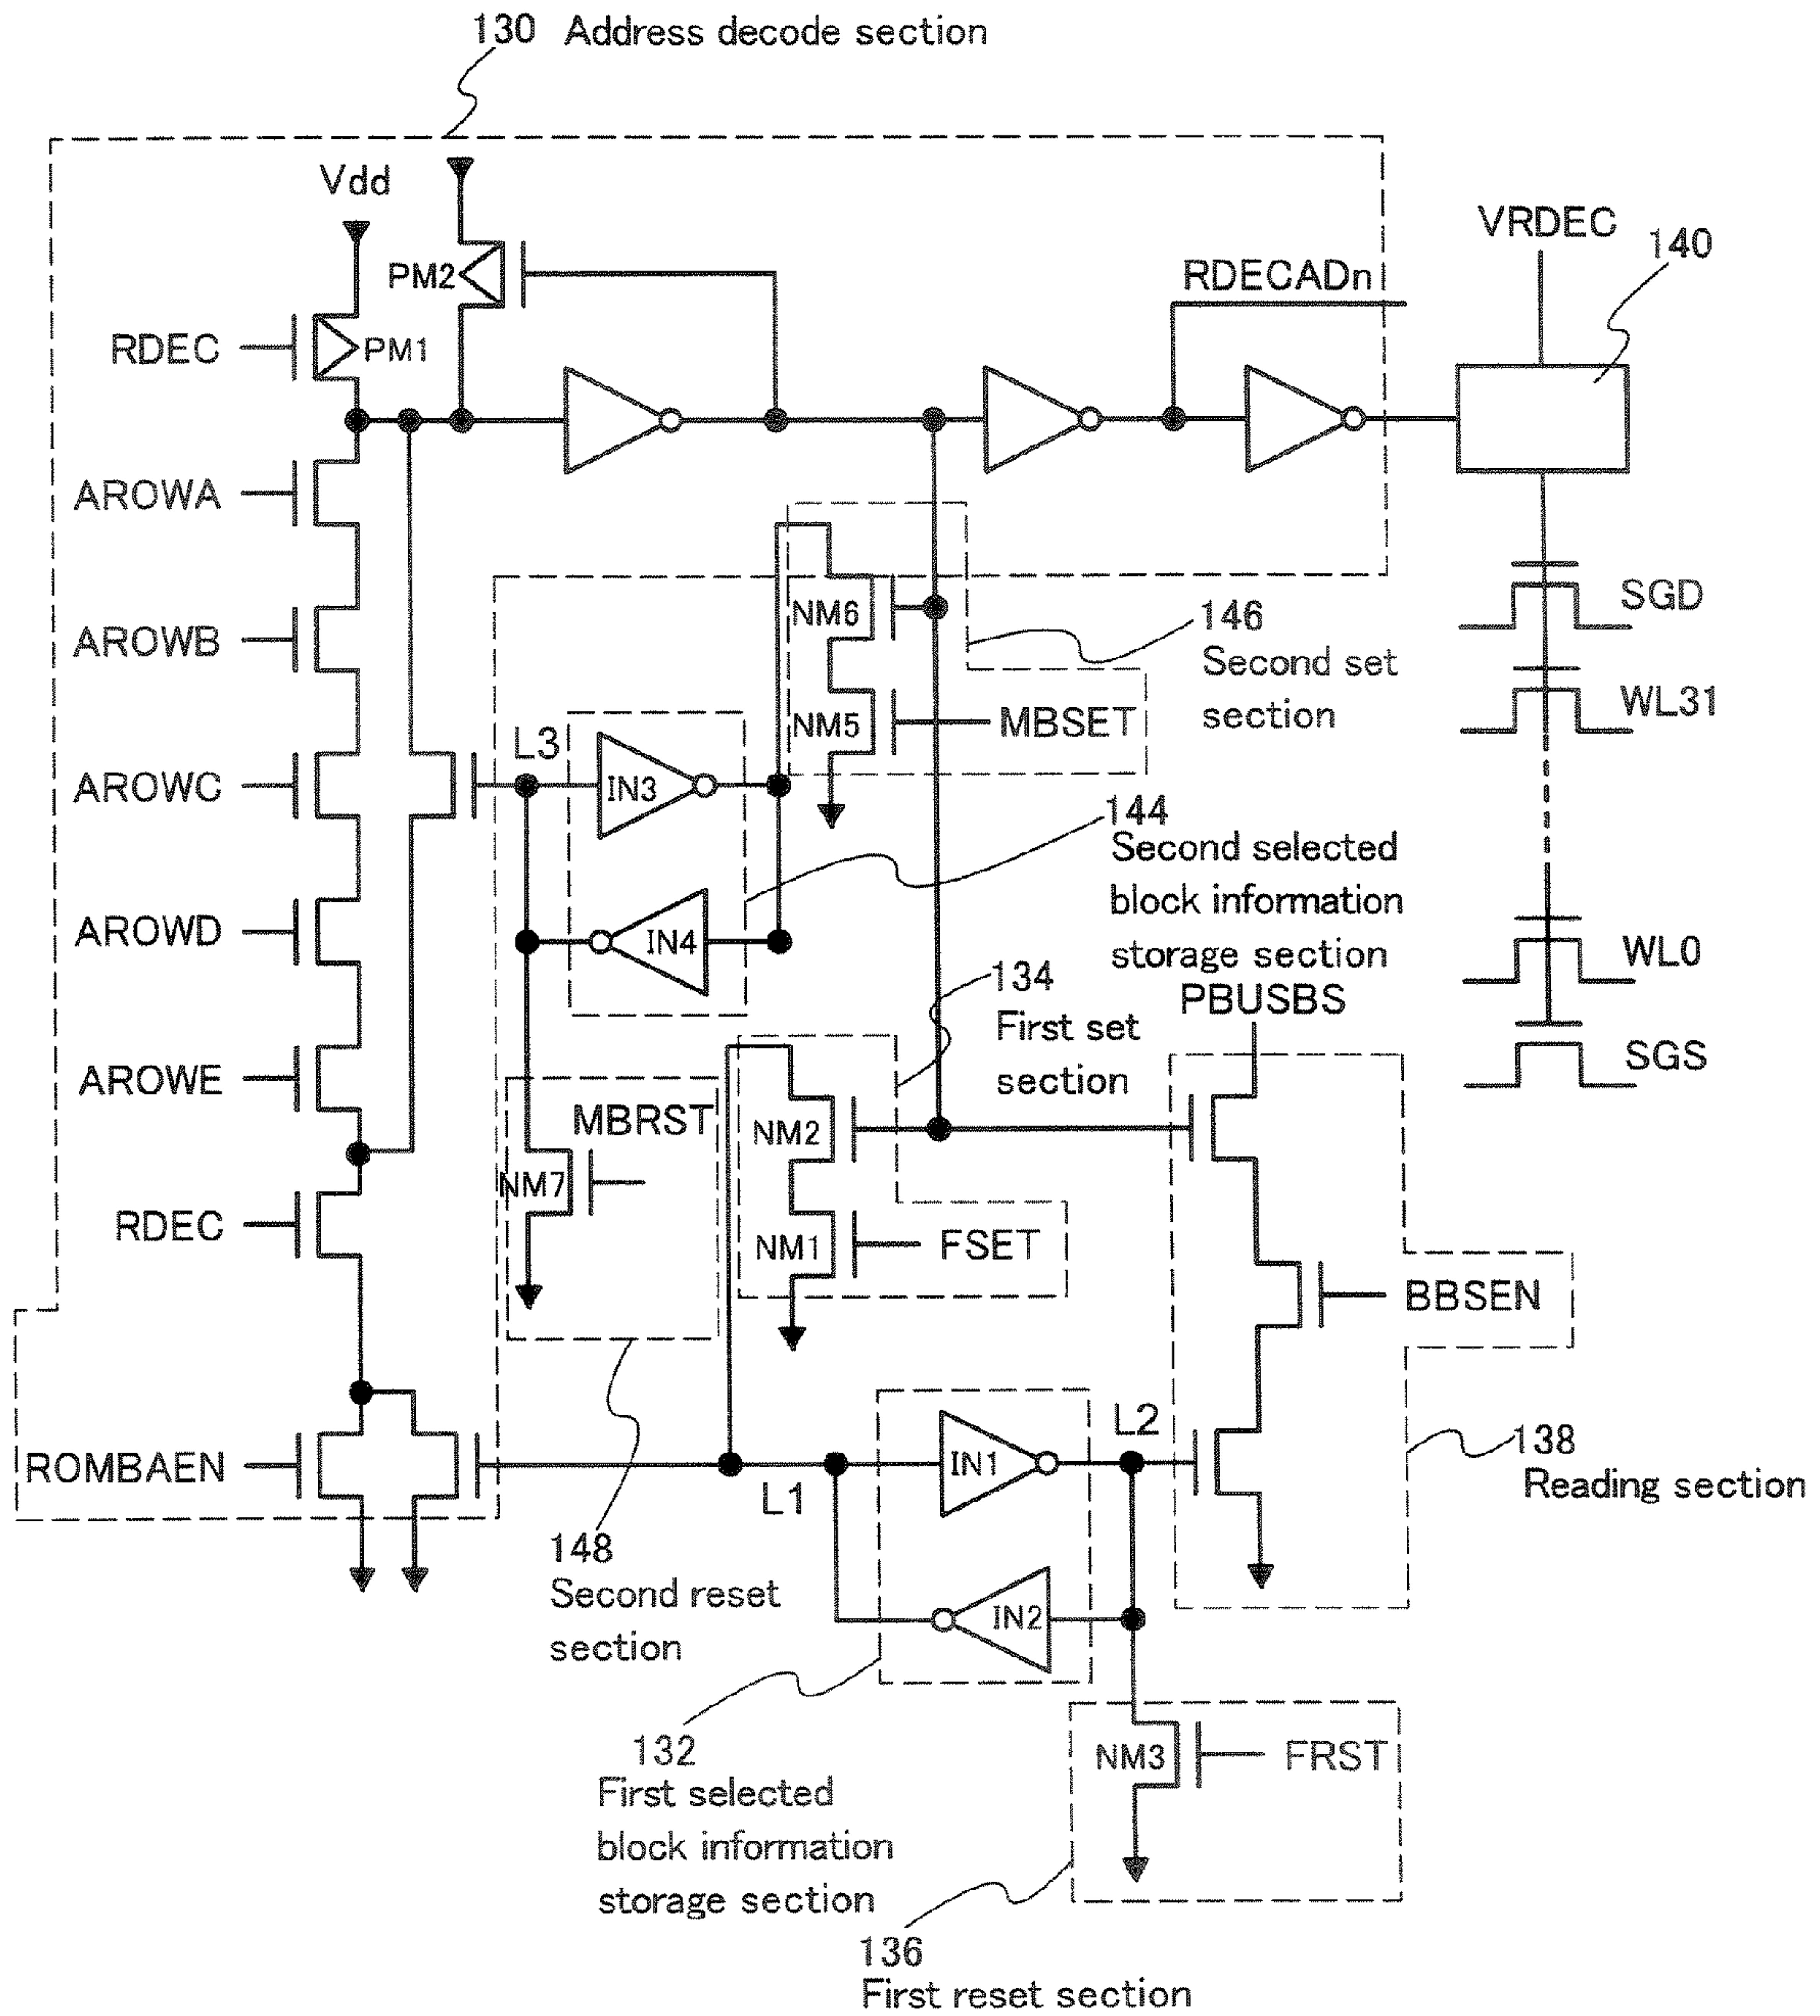 130 Address decode section
Vdd
VRDEC
140
PM2
RDECADn
RDEC
PM1
AROWA
SGD
NM6
146
AROWB
Second set
section
WL31
NM5
MBSET
L3
AROWC
IN3
144
Second selected
block information
storage section
AROWD
IN4
WL0
134
First set
section
PBUSBS
SGS
AROWE
MBRST
NM2
NM7
RDEC
NM1
FSET
BBSEN
L2
138
Reading section
ROMBAEN
IN1
L1
148
Second reset
section
IN2
132
First selected
block information
storage section
NM3
FRST
136
First reset section